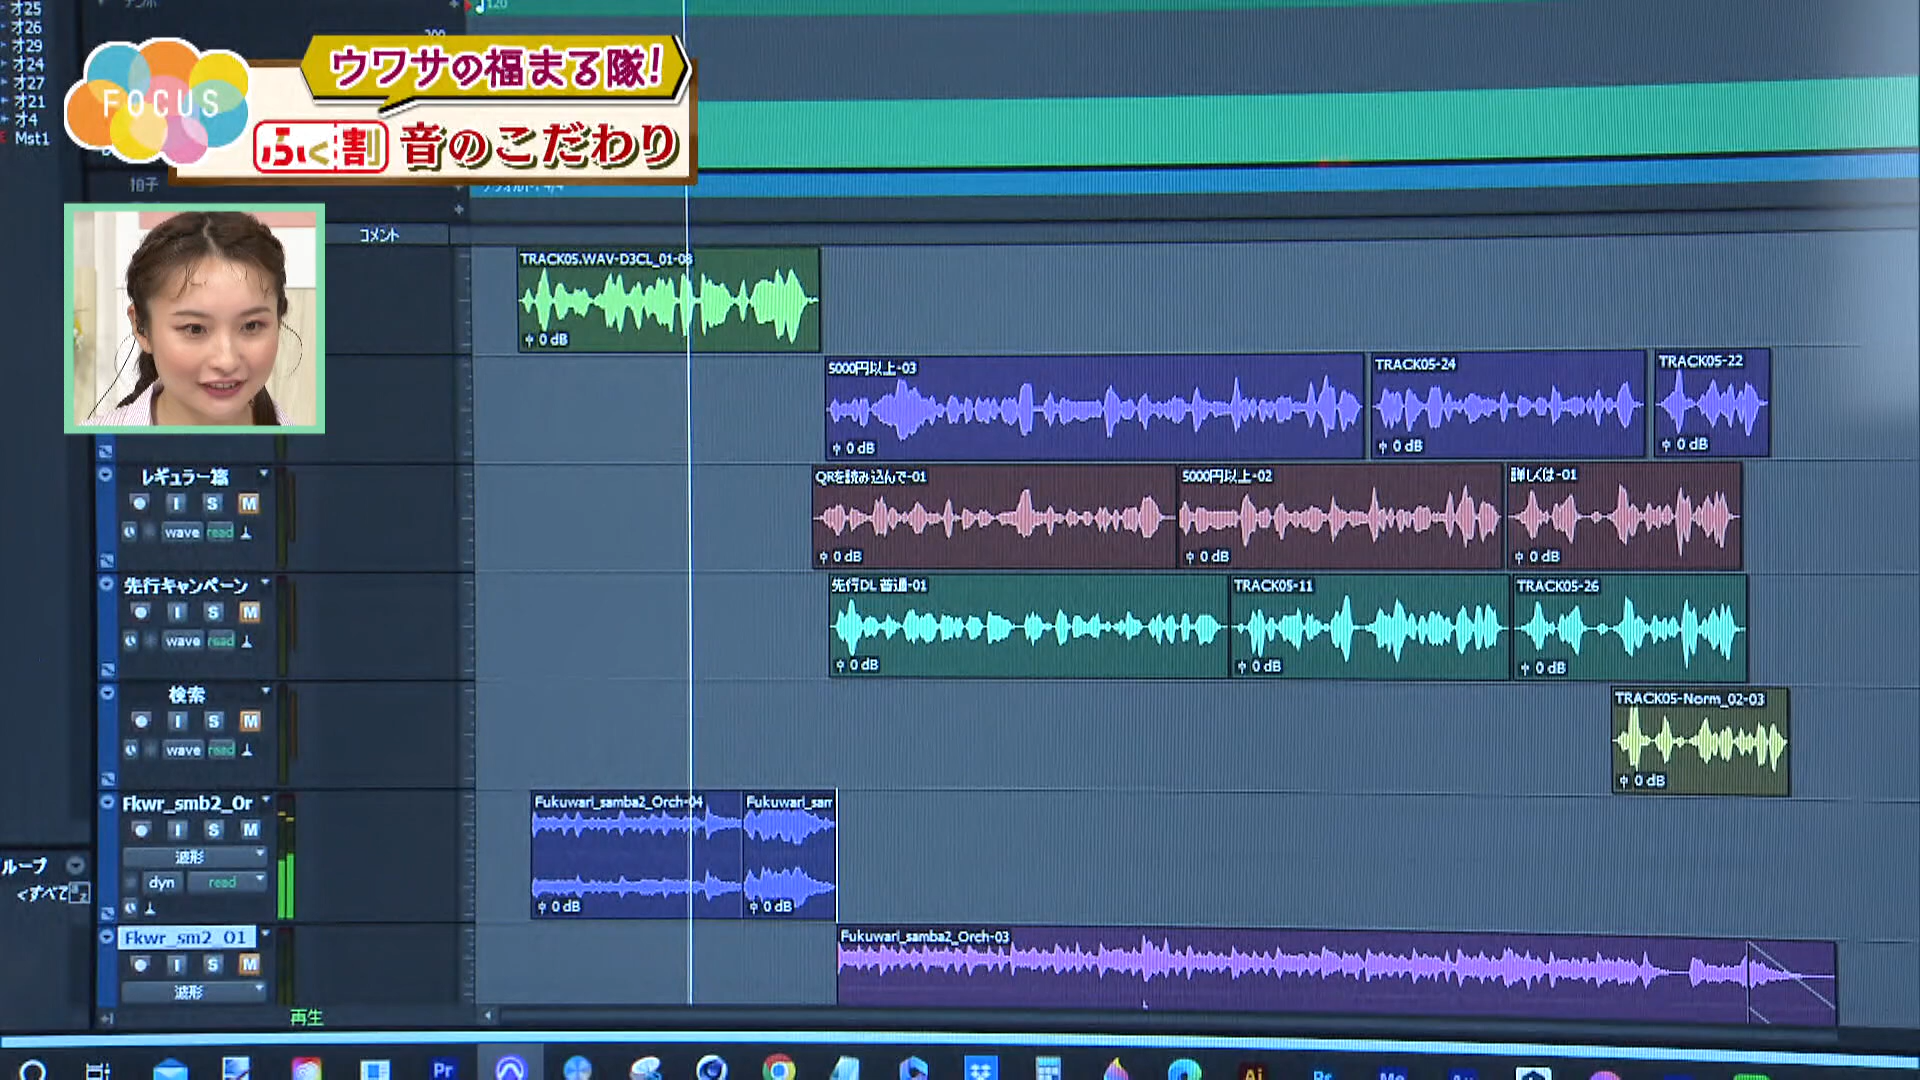 オ25
オ26
オ29
オ24
オ27
オ21
オ4
Mst1
テンポ
120
FOCUS
ウワサの福まる隊!
ふく割 音のこだわり
拍子
コメント
TRACK05.WAV-D3CL_01-03
0 dB
5000円以上-03
0 dB
TRACK05-24
0 dB
TRACK05-22
0 dB
レギュラー篇
I S M
wave read
QRを読み込んで-01
0 dB
5000円以上-02
0 dB
詳しくは-01
0 dB
先行キャンペーン
I S M
wave read
先行DL 普通-01
0 dB
TRACK05-11
0 dB
TRACK05-26
0 dB
検索
I S M
wave read
TRACK05-Norm_02-03
0 dB
Fkwr_smb2_Or
I S M
波形
dyn read
Fukuwari_samba2_Orch-04
0 dB
Fukuwari_sam
0 dB
ループ
<すべて
Fkwr_sm2_01
I S M
波形
Fukuwari_samba2_Orch-03
再生
Pr
Ai